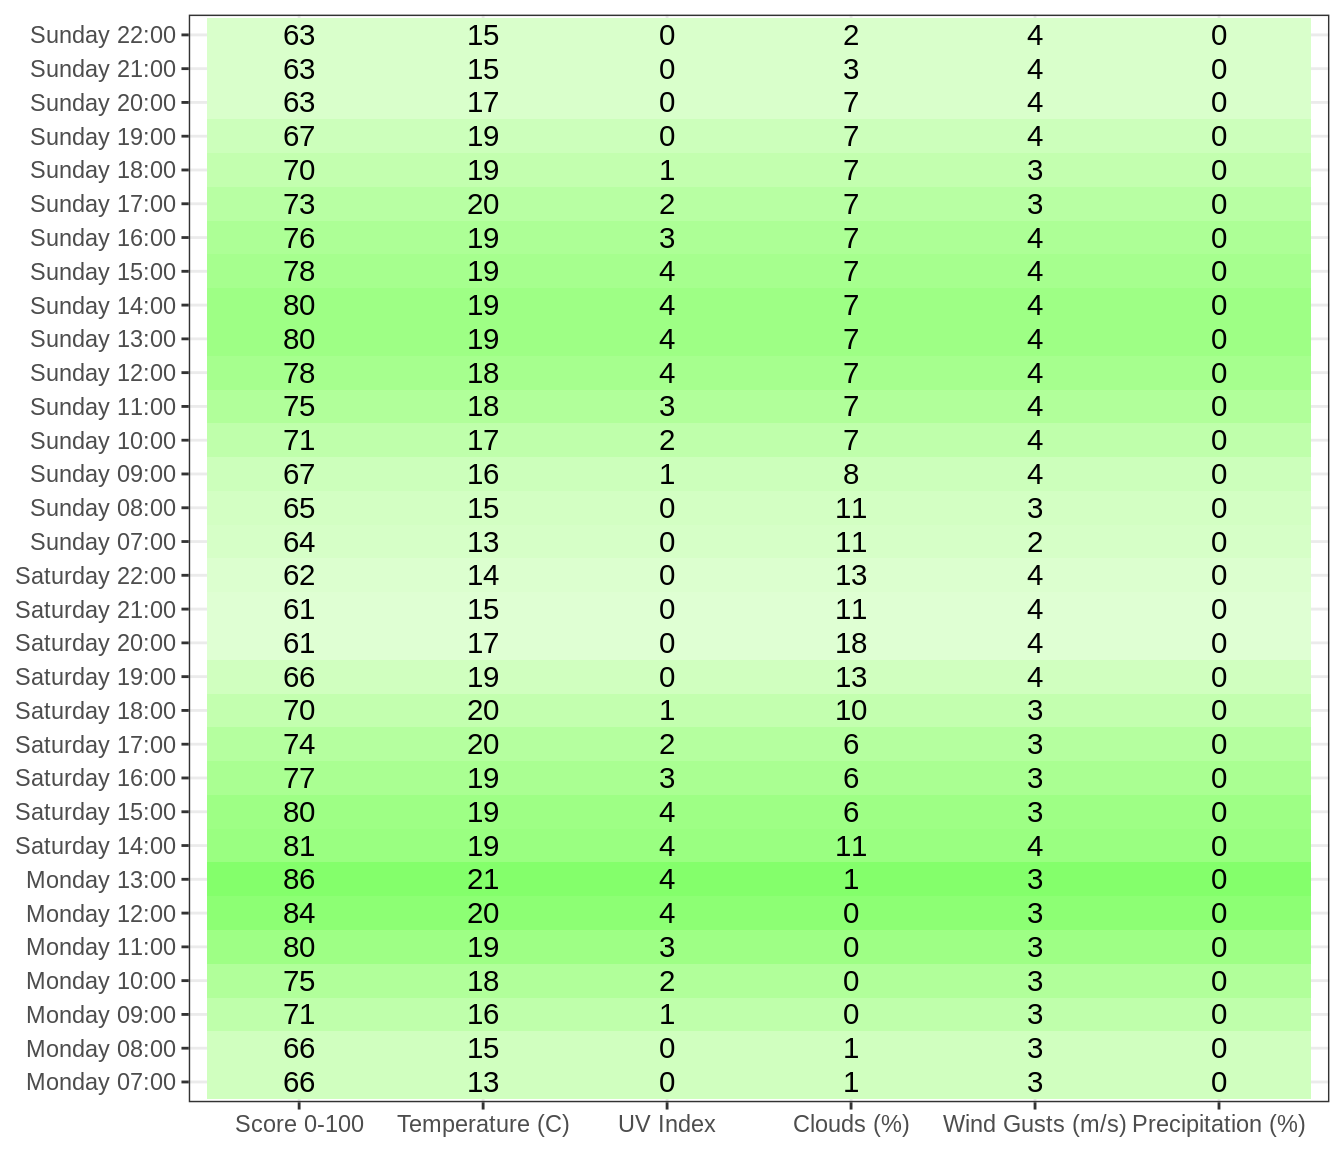 Sunday 22:00 63 15 0 2 4 0
Sunday 21:00 63 15 0 3 4 0
Sunday 20:00 63 17 0 7 4 0
Sunday 19:00 67 19 0 7 4 0
Sunday 18:00 70 19 1 7 3 0
Sunday 17:00 73 20 2 7 3 0
Sunday 16:00 76 19 3 7 4 0
Sunday 15:00 78 19 4 7 4 0
Sunday 14:00 80 19 4 7 4 0
Sunday 13:00 80 19 4 7 4 0
Sunday 12:00 78 18 4 7 4 0
Sunday 11:00 75 18 3 7 4 0
Sunday 10:00 71 17 2 7 4 0
Sunday 09:00 67 16 1 8 4 0
Sunday 08:00 65 15 0 11 3 0
Sunday 07:00 64 13 0 11 2 0
Saturday 22:00 62 14 0 13 4 0
Saturday 21:00 61 15 0 11 4 0
Saturday 20:00 61 17 0 18 4 0
Saturday 19:00 66 19 0 13 4 0
Saturday 18:00 70 20 1 10 3 0
Saturday 17:00 74 20 2 6 3 0
Saturday 16:00 77 19 3 6 3 0
Saturday 15:00 80 19 4 6 3 0
Saturday 14:00 81 19 4 11 4 0
Monday 13:00 86 21 4 1 3 0
Monday 12:00 84 20 4 0 3 0
Monday 11:00 80 19 3 0 3 0
Monday 10:00 75 18 2 0 3 0
Monday 09:00 71 16 1 0 3 0
Monday 08:00 66 15 0 1 3 0
Monday 07:00 66 13 0 1 3 0
Score 0-100 Temperature (C) UV Index Clouds (%) Wind Gusts (m/s) Precipitation (%)